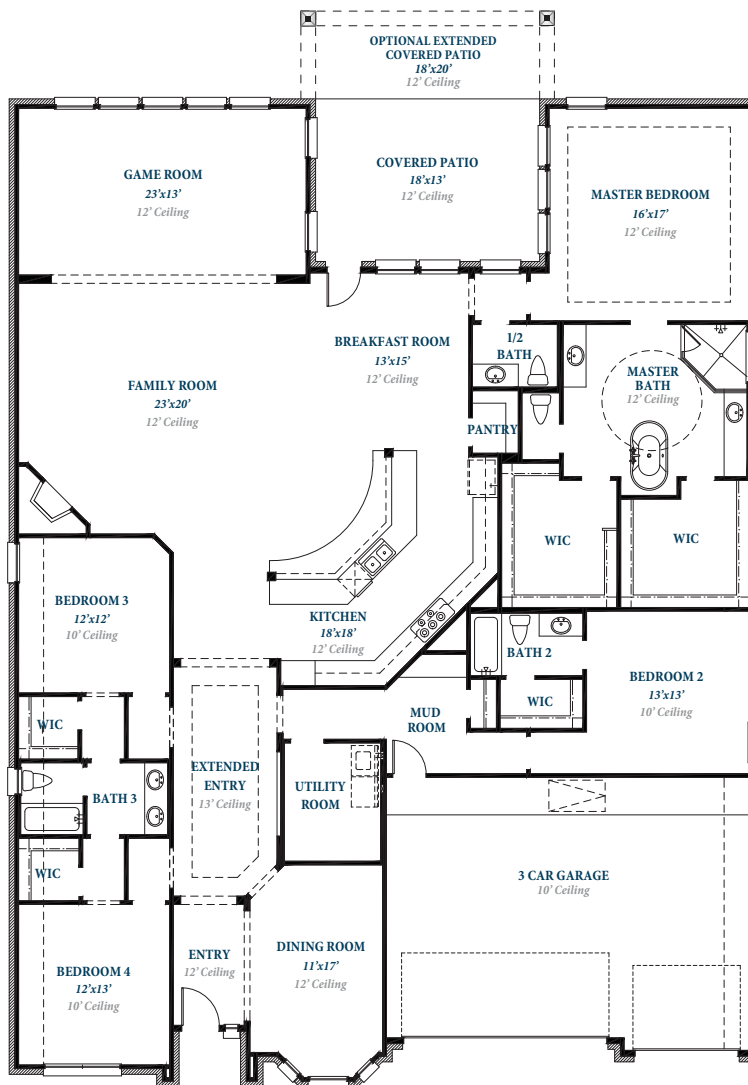 OPTIONAL EXTENDED
COVERED PATIO
18'x20'
12' Ceiling
GAME ROOM
23'x13'
12' Ceiling
COVERED PATIO
18'x13'
12' Ceiling
MASTER BEDROOM
16'x17'
12' Ceiling
BREAKFAST ROOM
13'x15'
12' Ceiling
1/2
BATH
MASTER
BATH
12' Ceiling
FAMILY ROOM
23'x20'
12' Ceiling
PANTRY
WIC
WIC
BEDROOM 3
12'x12'
10' Ceiling
KITCHEN
18'x18'
12' Ceiling
BATH 2
BEDROOM 2
13'x13'
10' Ceiling
WIC
WIC
MUD
ROOM
EXTENDED
ENTRY
13' Ceiling
UTILITY
ROOM
BATH 3
WIC
3 CAR GARAGE
10' Ceiling
DINING ROOM
11'x17'
12' Ceiling
ENTRY
12' Ceiling
BEDROOM 4
12'x13'
10' Ceiling